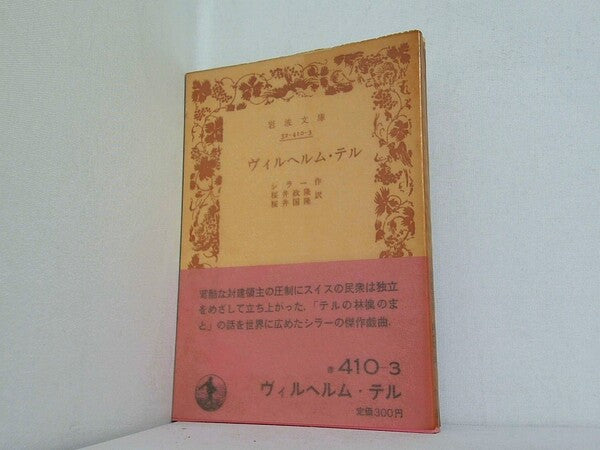 岩波文庫
32-410-3
ヴィルヘルム・テル
シラー作
桜井政隆
桜井国隆 訳
苛酷な封建領主の圧制にスイスの民衆は独立
をめざして立ち上がった.「テルの林檎のま
と」の話を世界に広めたシラーの傑作戯曲.
赤 410-3
ヴィルヘルム・テル
定価300円